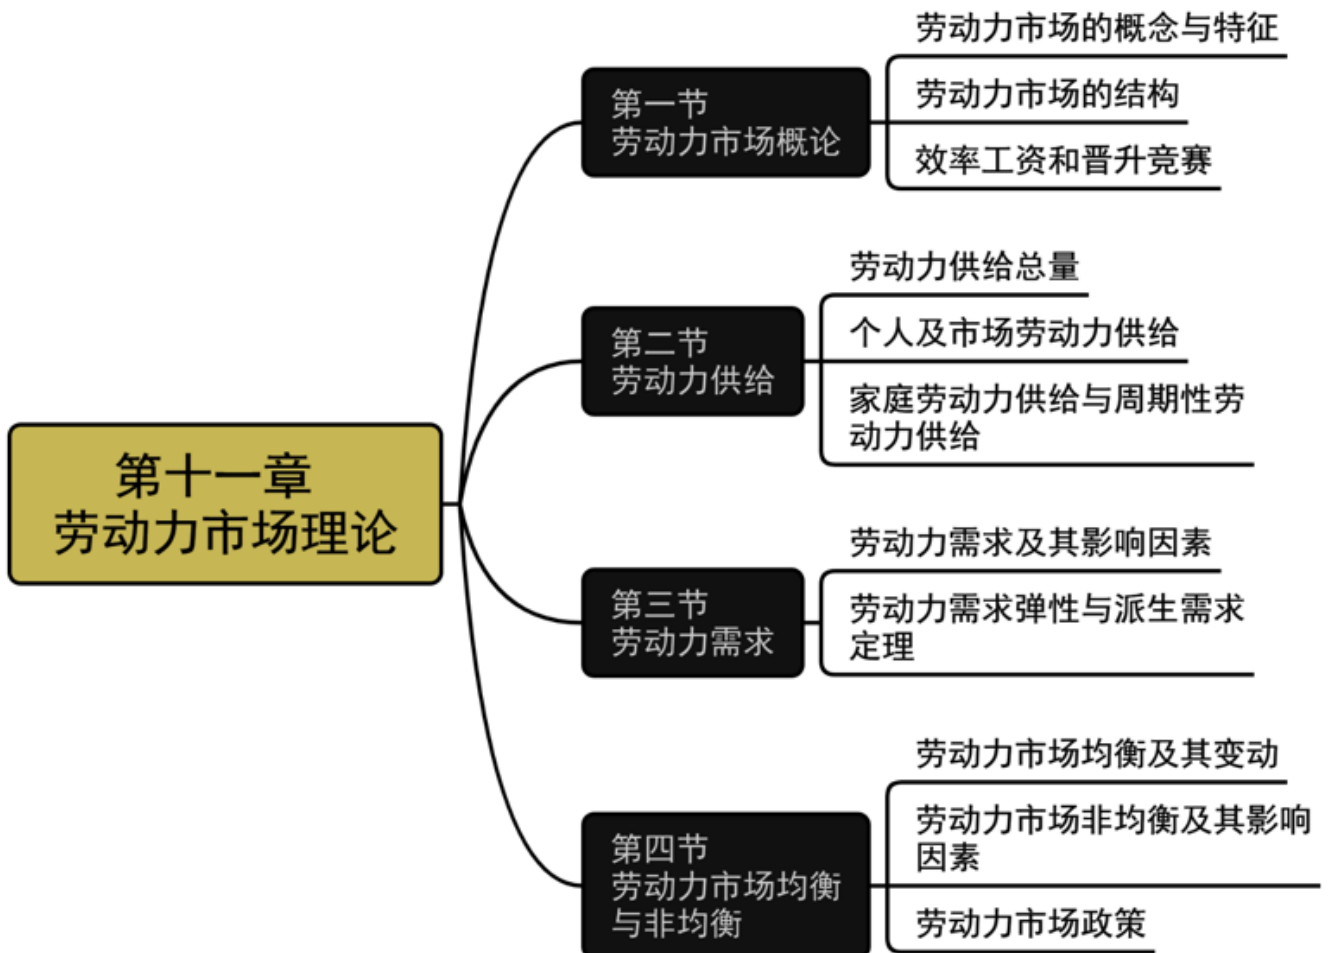 第十一章
劳动力市场理论
第一节
劳动力市场概论
劳动力市场的概念与特征
劳动力市场的结构
效率工资和晋升竞赛
第二节
劳动力供给
劳动力供给总量
个人及市场劳动力供给
家庭劳动力供给与周期性劳
动力供给
第三节
劳动力需求
劳动力需求及其影响因素
劳动力需求弹性与派生需求
定理
第四节
劳动力市场均衡
与非均衡
劳动力市场均衡及其变动
劳动力市场非均衡及其影响
因素
劳动力市场政策